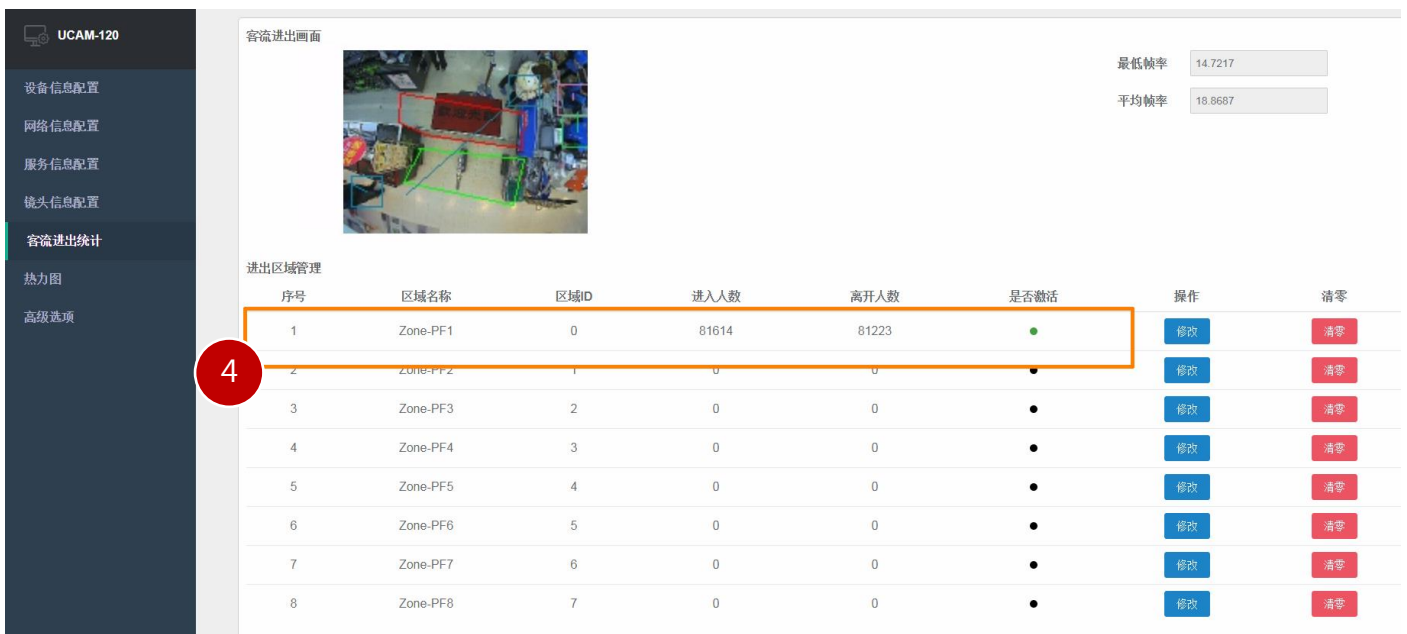 UCAM-120
设备信息配置
网络信息配置
服务信息配置
镜头信息配置
客流进出统计
热力图
高级选项
客流进出画面
最低帧率 14.7217
平均帧率 18.8687
进出区域管理
序号 区域名称 区域ID 进入人数 离开人数 是否激活 操作 清零
1 Zone-PF1 0 81614 81223 修改 清零
4
2 Zone-PF2 1 0 0 修改 清零
3 Zone-PF3 2 0 0 修改 清零
4 Zone-PF4 3 0 0 修改 清零
5 Zone-PF5 4 0 0 修改 清零
6 Zone-PF6 5 0 0 修改 清零
7 Zone-PF7 6 0 0 修改 清零
8 Zone-PF8 7 0 0 修改 清零